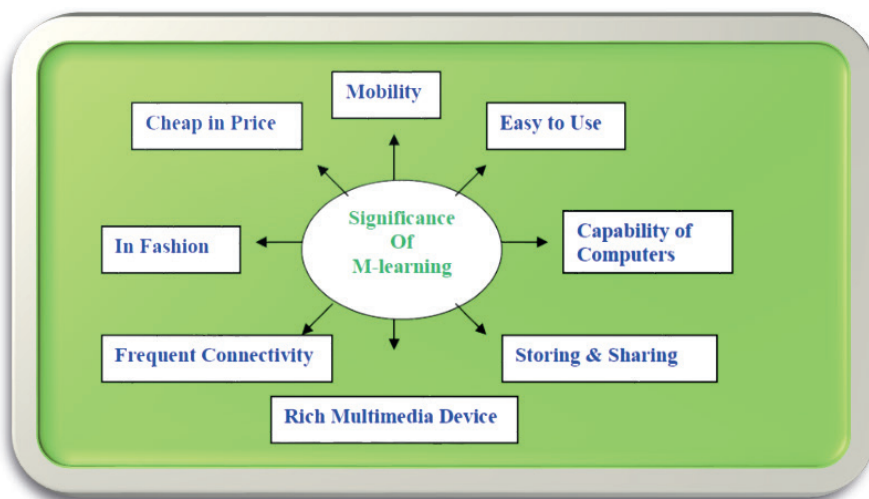 Mobility
Cheap in Price
Easy to Use
Significance
Of
M-learning
In Fashion
Capability of
Computers
Frequent Connectivity
Storing & Sharing
Rich Multimedia Device